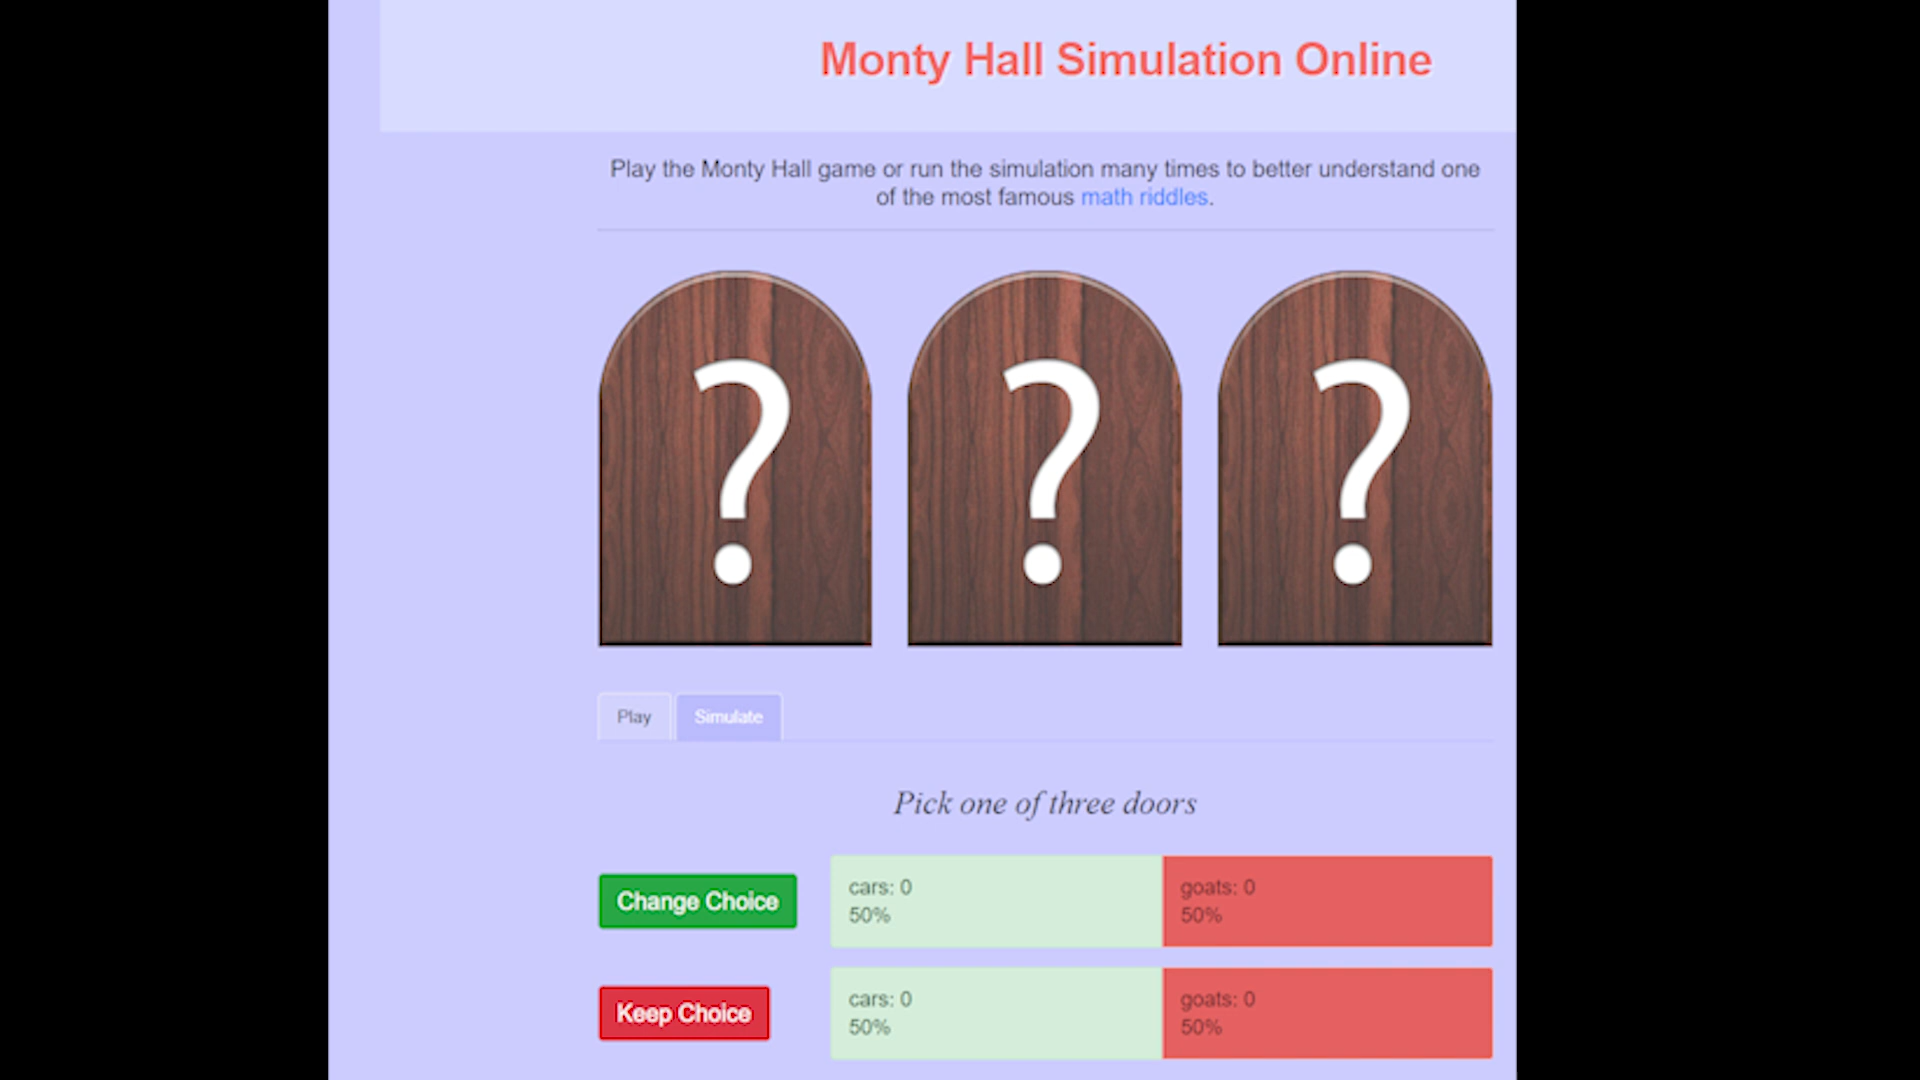 Monty Hall Simulation Online
Play the Monty Hall game or run the simulation many times to better understand one
of the most famous math riddles.
? ? ?
Play Simulate
Pick one of three doors
Change Choice
cars: 0
50%
goats: 0
50%
Keep Choice
cars: 0
50%
goats: 0
50%